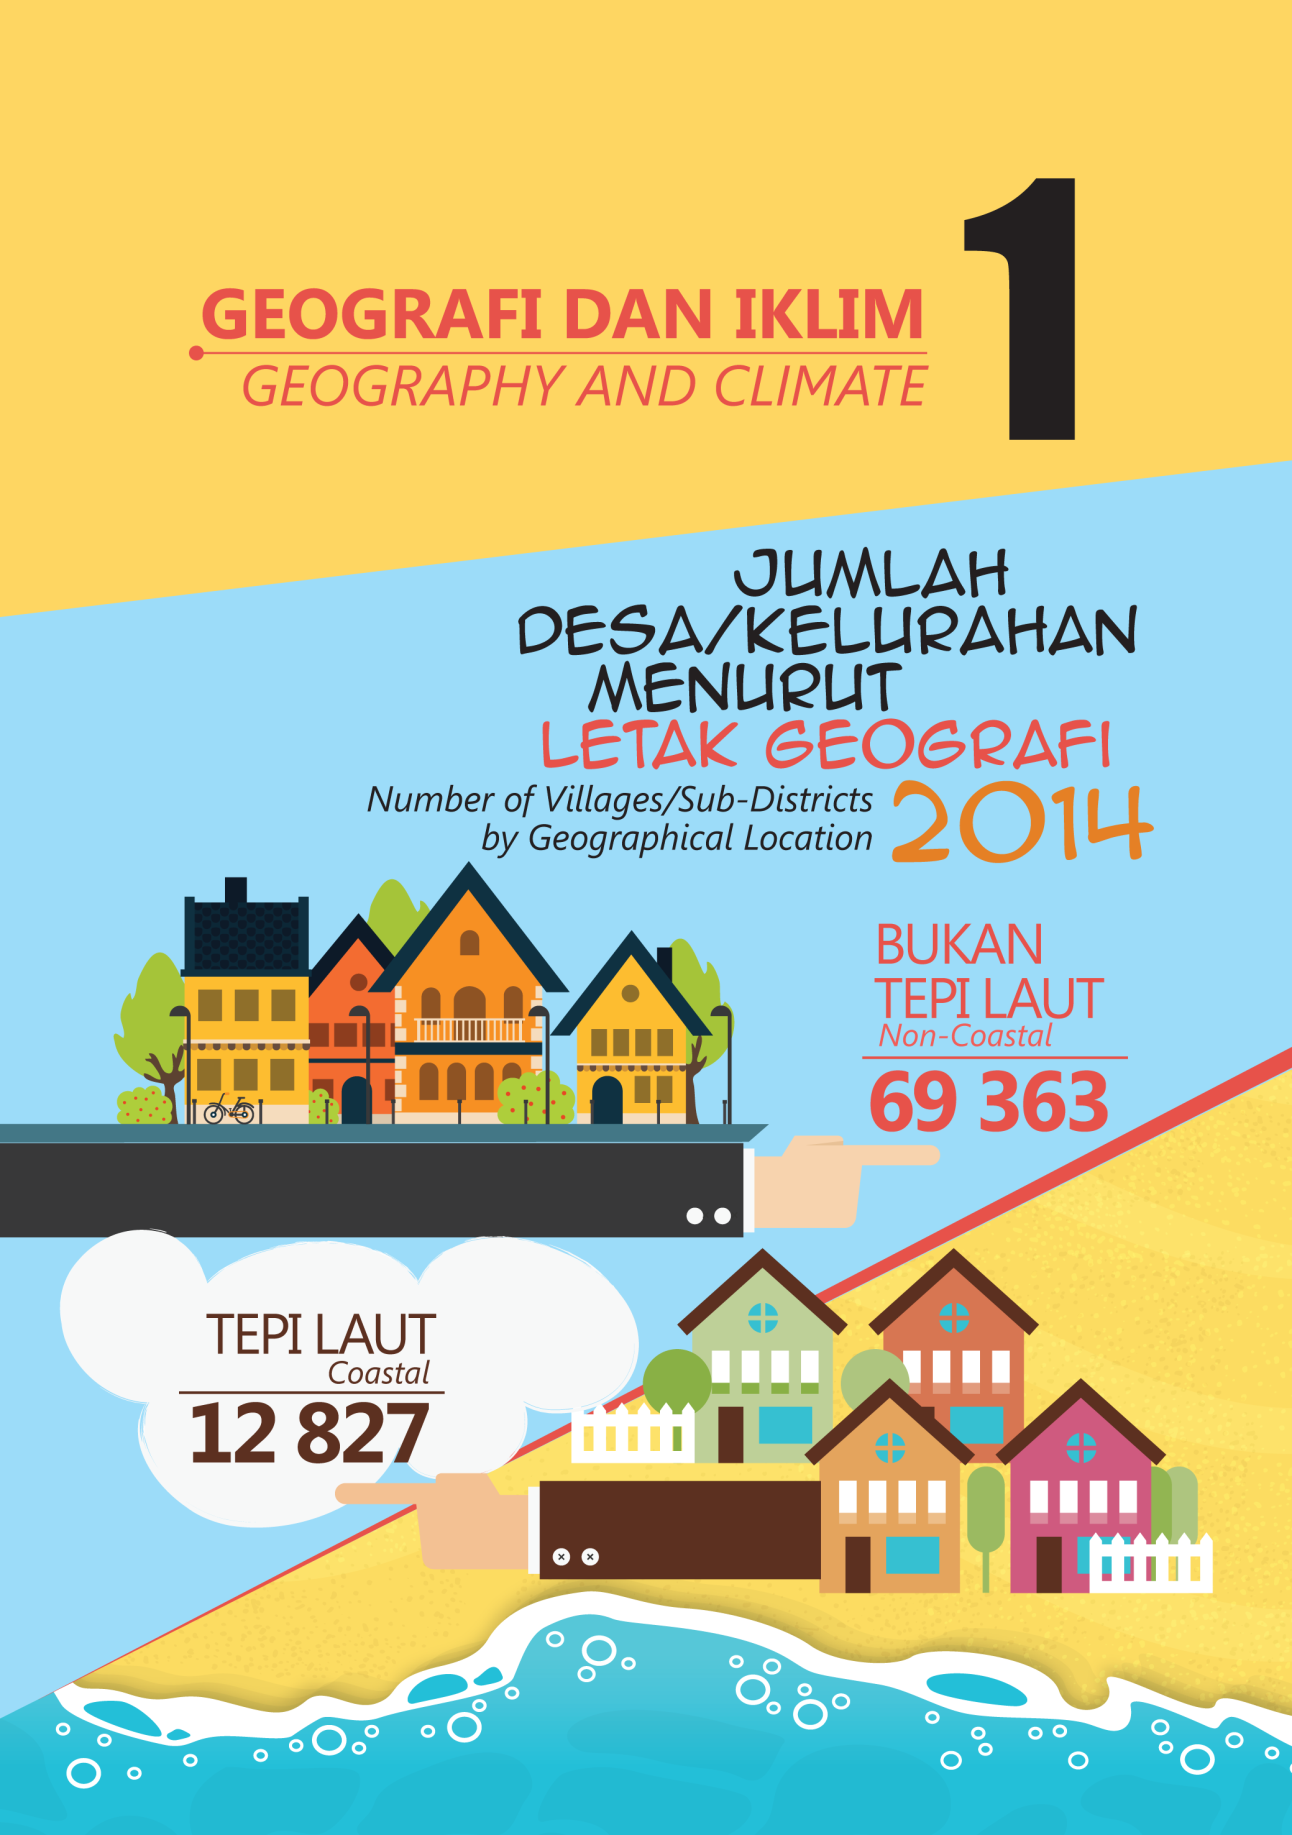 1
GEOGRAFI DAN IKLIM
GEOGRAPHY AND CLIMATE
JUMLAH
DESA/KELURAHAN
MENURUT
LETAK GEOGRAFI
Number of Villages/Sub-Districts
by Geographical Location
2014
BUKAN
TEPI LAUT
Non-Coastal
69 363
TEPI LAUT
Coastal
12 827